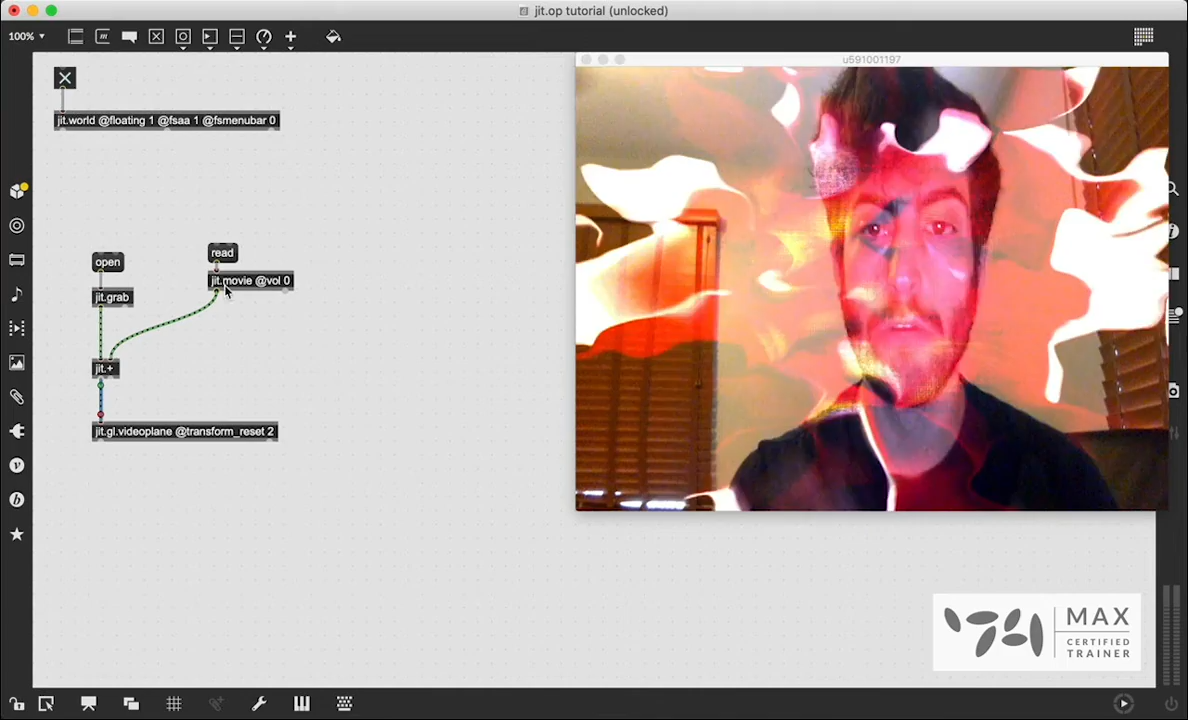 jit.op tutorial (unlocked)
100%
u591001197
jit.world @floating 1 @fsaa 1 @fsmenubar 0
open
read
jit.movie @vol 0
jit.grab
jit.+
jit.gl.videoplane @transform_reset 2
MAX
CERTIFIED
TRAINER